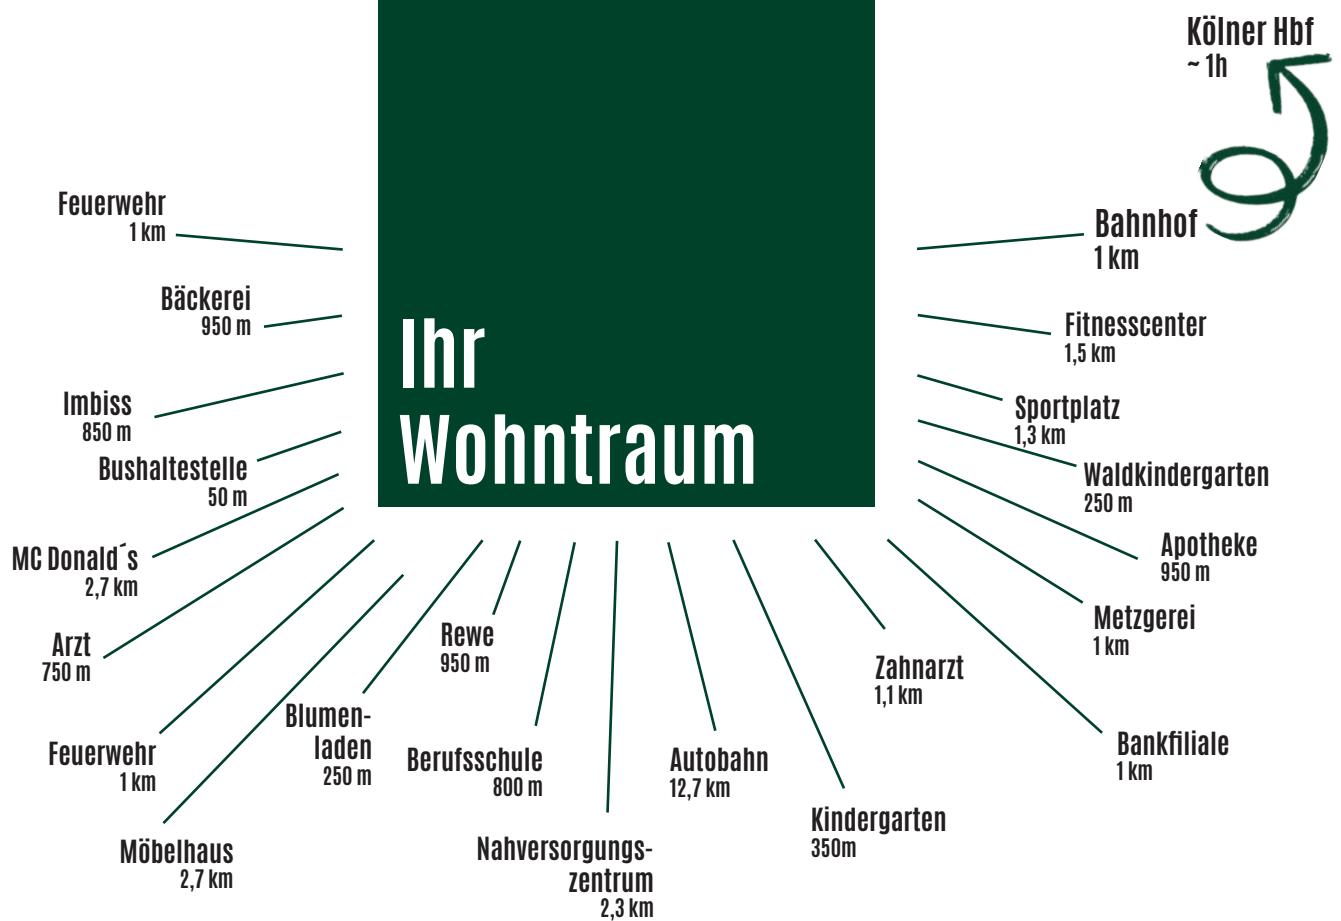 Kölner Hbf
~ 1h
Feuerwehr
1 km
Bahnhof
1 km
Bäckerei
950 m
Fitnesscenter
1,5 km
Ihr
Wohntraum
Imbiss
850 m
Sportplatz
1,3 km
Bushaltestelle
50 m
Waldkindergarten
250 m
MC Donald´s
2,7 km
Apotheke
950 m
Arzt
750 m
Rewe
950 m
Metzgerei
1 km
Zahnarzt
1,1 km
Feuerwehr
1 km
Blumen-
laden
250 m
Berufsschule
800 m
Autobahn
12,7 km
Bankfiliale
1 km
Möbelhaus
2,7 km
Nahversorgungs-
zentrum
2,3 km
Kindergarten
350m